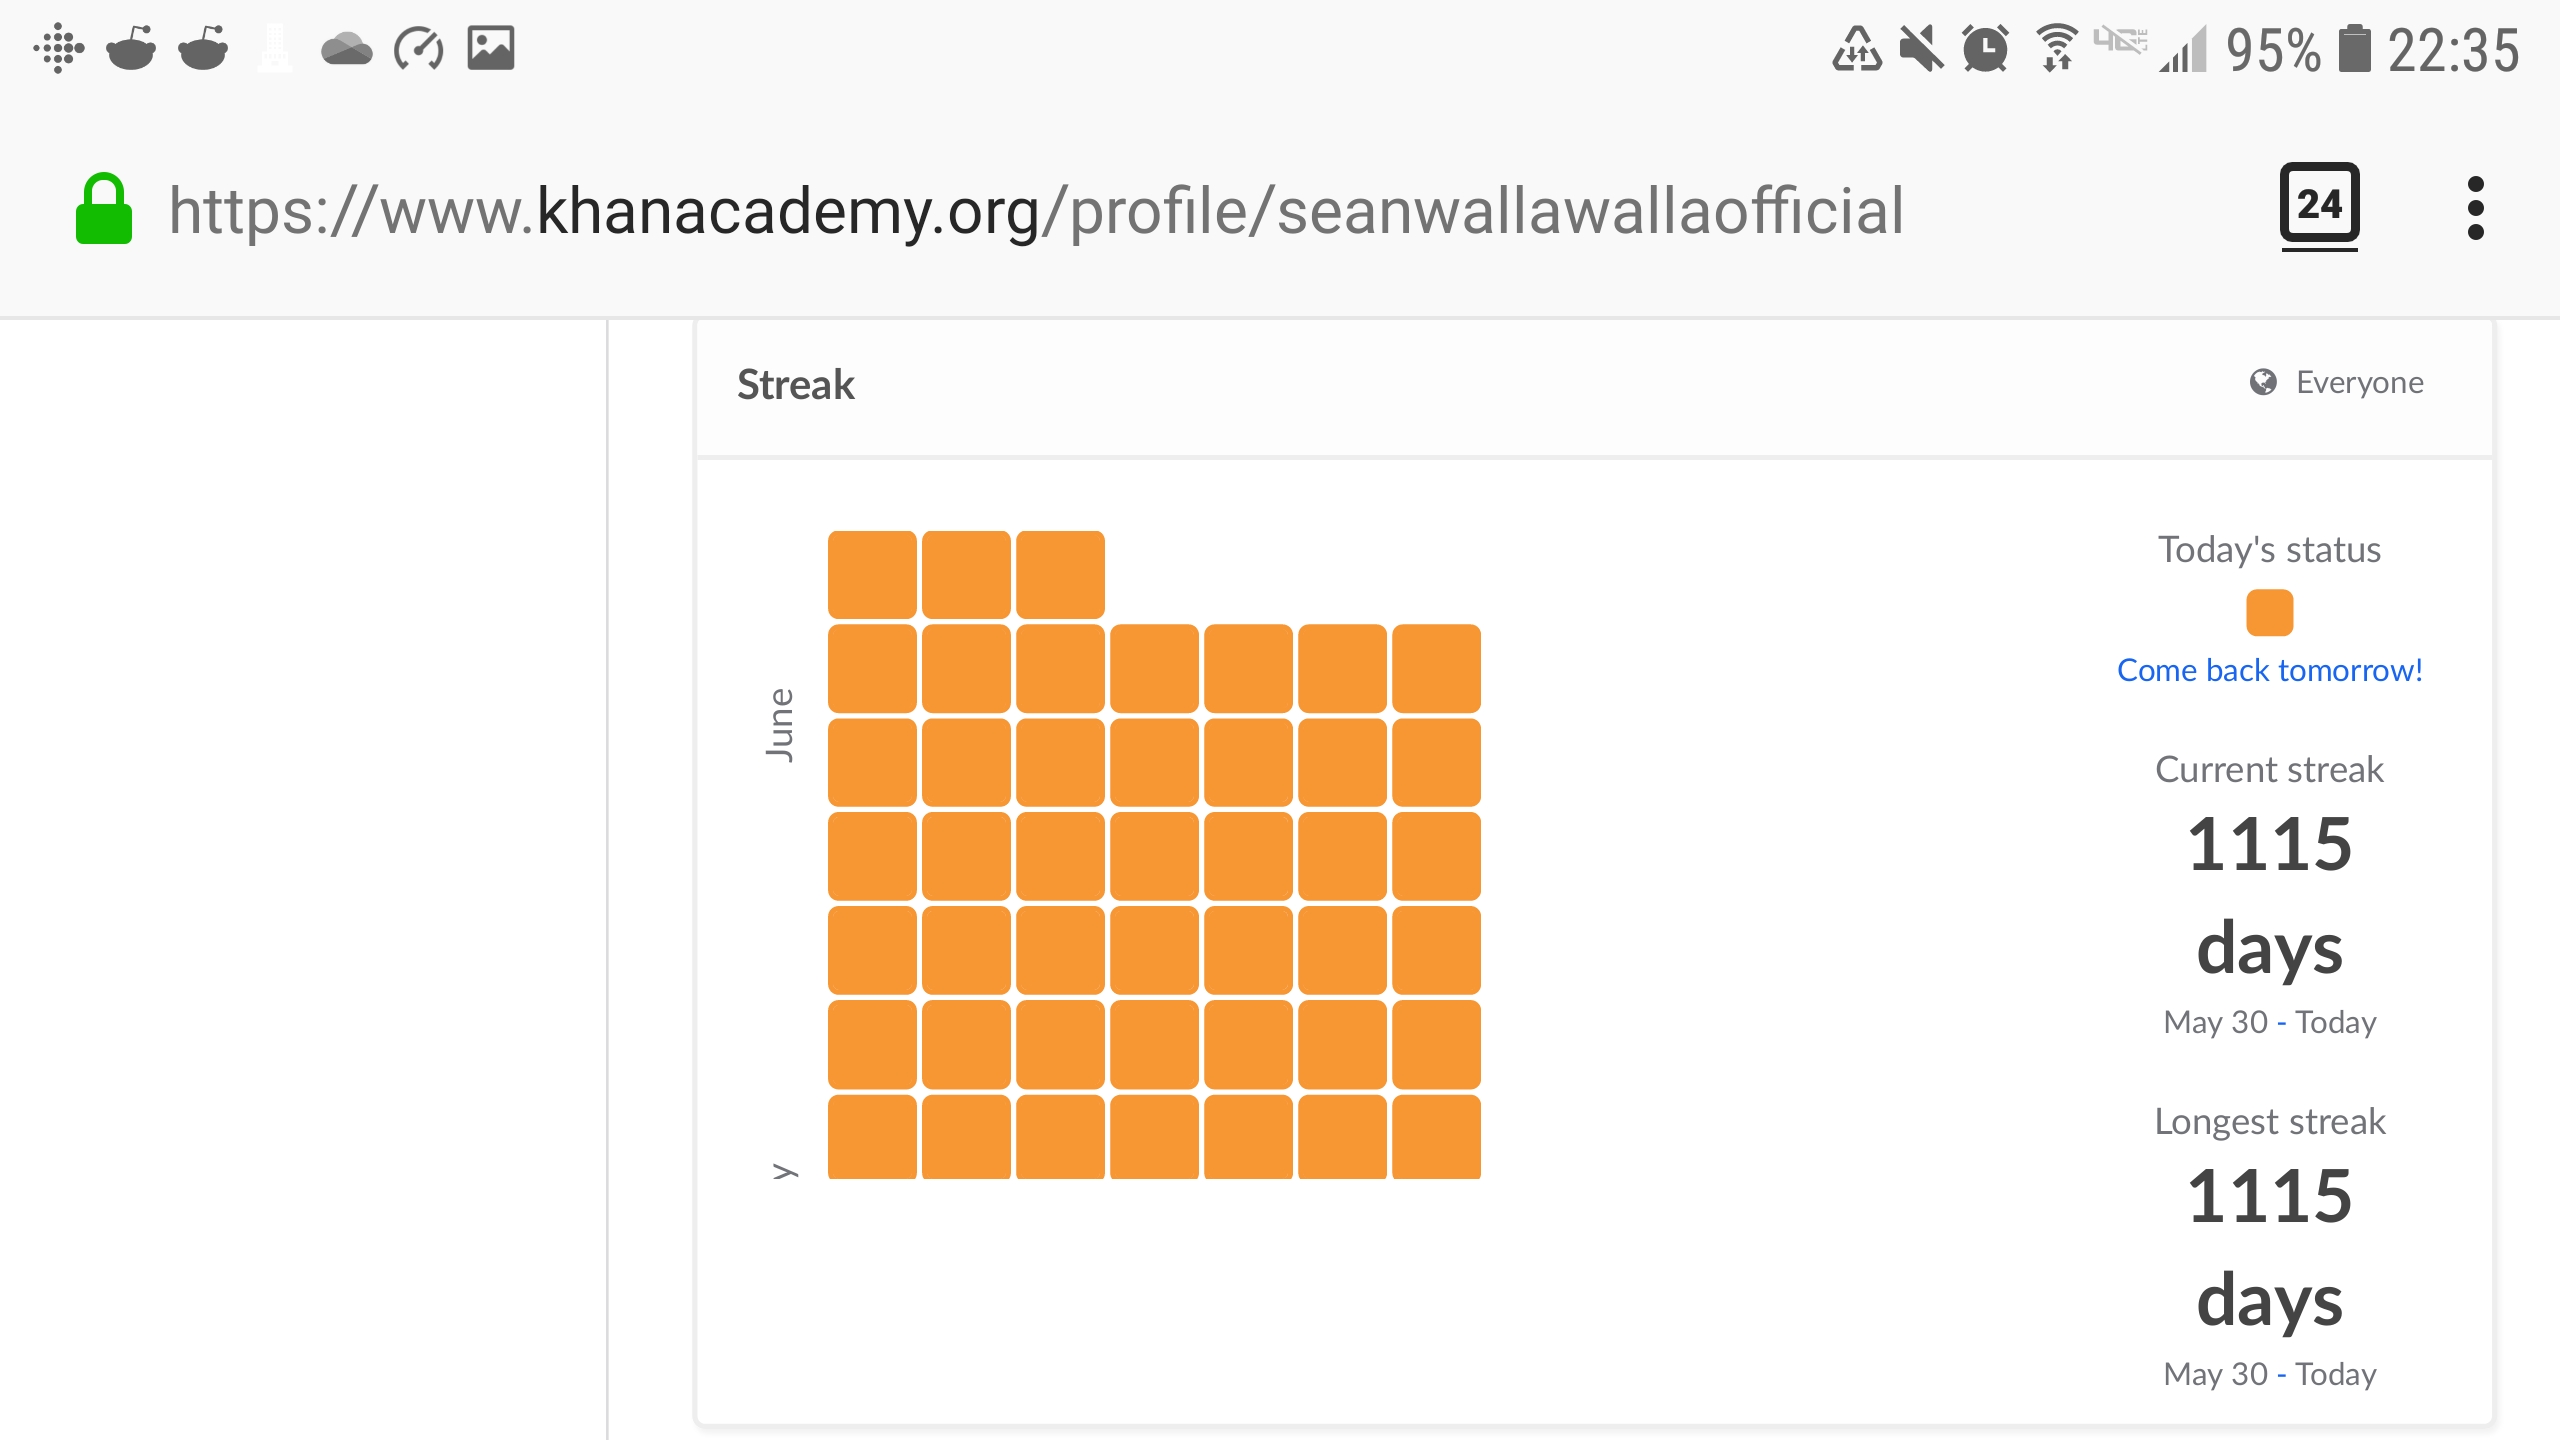 95% 22:35
https://www.khanacademy.org/profile/seanwallawallaofficial
24
Streak
Everyone
June
y
Today's status
Come back tomorrow!
Current streak
1115
days
May 30 - Today
Longest streak
1115
days
May 30 - Today